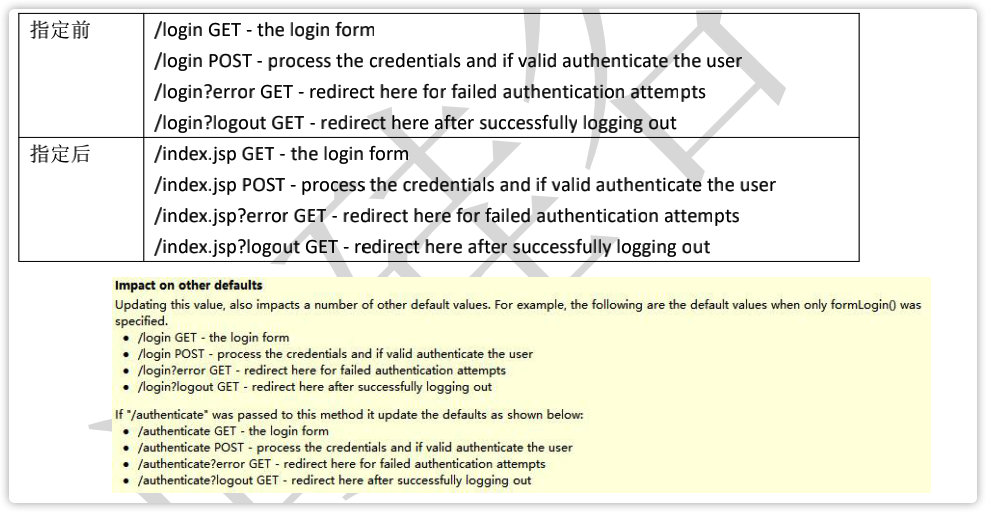 指定前
/login GET - the login form
/login POST - process the credentials and if valid authenticate the user
/login?error GET - redirect here for failed authentication attempts
/login?logout GET - redirect here after successfully logging out
指定后
/index.jsp GET - the login form
/index.jsp POST - process the credentials and if valid authenticate the user
/index.jsp?error GET - redirect here for failed authentication attempts
/index.jsp?logout GET - redirect here after successfully logging out
Impact on other defaults
Updating this value, also impacts a number of other default values. For example, the following are the default values when only formLogin() was
specified.
• /login GET - the login form
• /login POST - process the credentials and if valid authenticate the user
• /login?error GET - redirect here for failed authentication attempts
• /login?logout GET - redirect here after successfully logging out
If "/authenticate" was passed to this method it update the defaults as shown below:
• /authenticate GET - the login form
• /authenticate POST - process the credentials and if valid authenticate the user
• /authenticate?error GET - redirect here for failed authentication attempts
• /authenticate?logout GET - redirect here after successfully logging out